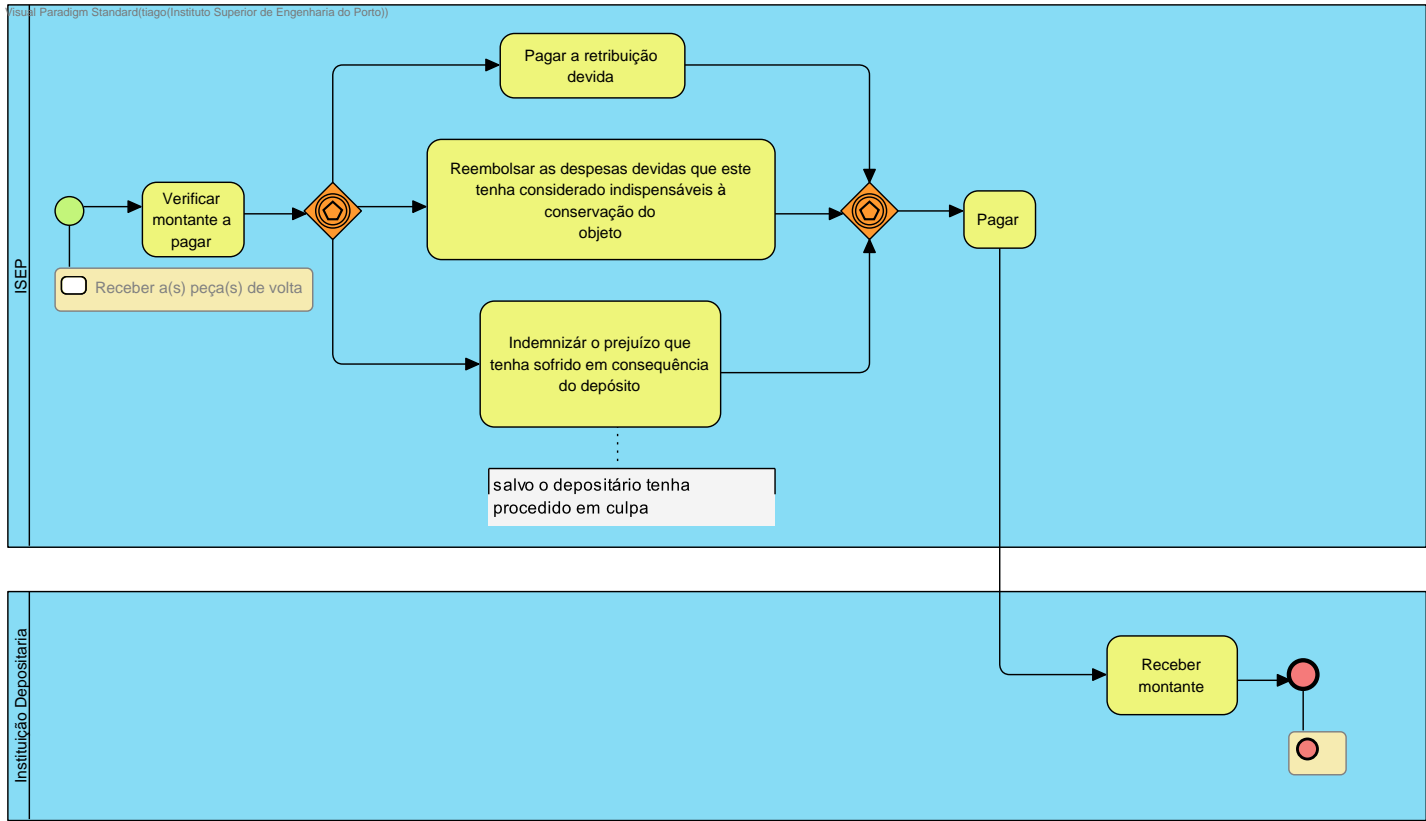 Visual Paradigm Standard(tiago(Instituto Superior de Engenharia do Porto))
ISEP
Verificar
montante a
pagar
Receber a(s) peça(s) de volta
Pagar a retribuição
devida
Reembolsar as despesas devidas que este
tenha considerado indispensáveis à
conservação do
objeto
Indemnizár o prejuízo que
tenha sofrido em consequência
do depósito
salvo o depositário tenha
procedido em culpa
Pagar
Instituição Depositaria
Receber
montante